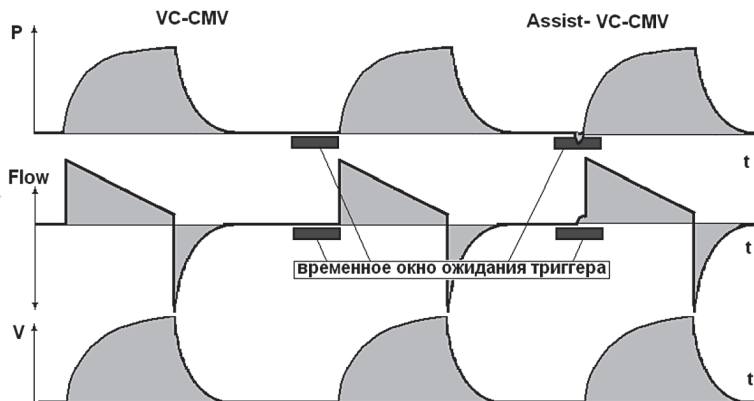 VC-CMV
Assist- VC-CMV
P
t
Flow
t
временное окно ожидания триггера
V
t